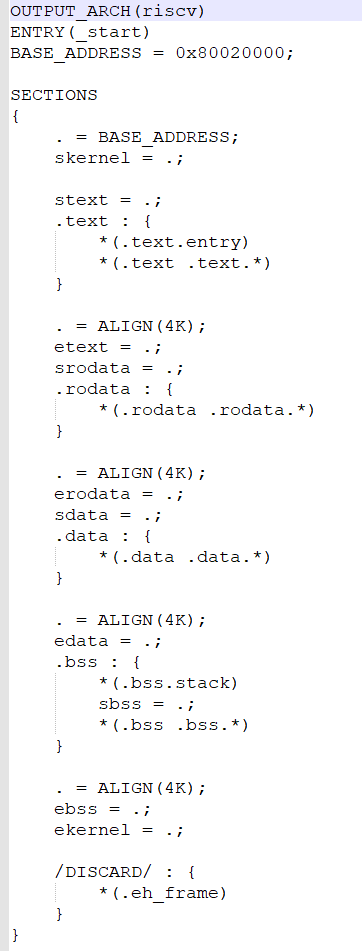 OUTPUT_ARCH(riscv)
ENTRY(_start)
BASE_ADDRESS = 0x80020000;

SECTIONS
{
    . = BASE_ADDRESS;
    skernel = .;

    stext = .;
    .text : {
        *(.text.entry)
        *(.text .text.*)
    }

    . = ALIGN(4K);
    etext = .;
    srodata = .;
    .rodata : {
        *(.rodata .rodata.*)
    }

    . = ALIGN(4K);
    erodata = .;
    sdata = .;
    .data : {
        *(.data .data.*)
    }

    . = ALIGN(4K);
    edata = .;
    .bss : {
        *(.bss.stack)
        sbss = .;
        *(.bss .bss.*)
    }

    . = ALIGN(4K);
    ebss = .;
    ekernel = .;

    /DISCARD/ : {
        *(.eh_frame)
    }
}